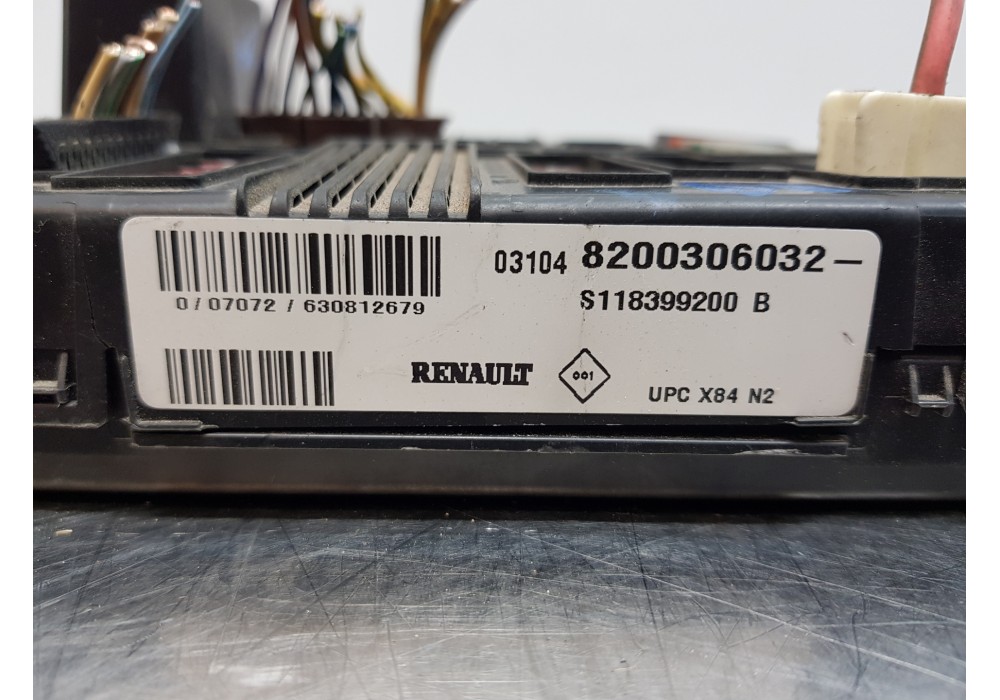 03104 8200306032-
0/07072/630812679
S118399200 B
RENAULT 001
UPC X84 N2